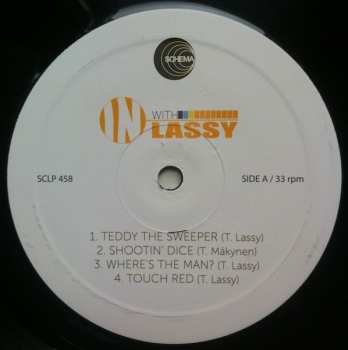 SCHEMA
IN WITH
LASSY
SCLP 458
SIDE A / 33 rpm
1. TEDDY THE SWEEPER (T. Lassy)
2. SHOOTIN' DICE (T. Mäkynen)
3. WHERE'S THE MAN? (T. Lassy)
4. TOUCH RED (T. Lassy)